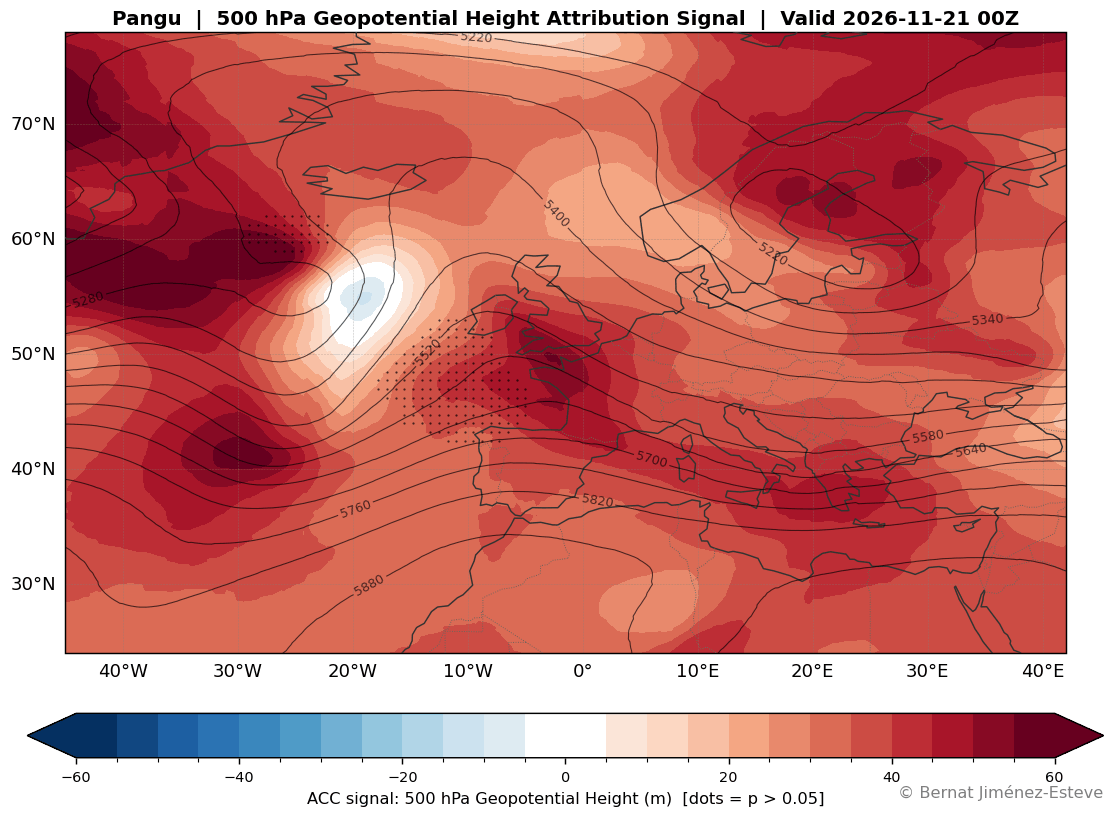 Pangu | 500 hPa Geopotential Height Attribution Signal | Valid 2026-11-21 00Z
5220
70°N
5400
60°N
5220
5280
5340
50°N
5520
5580
5640
40°N
5700
5820
5760
30°N
5880
40°W 30°W 20°W 10°W 0° 10°E 20°E 30°E 40°E
−60 −40 −20 0 20 40 60
ACC signal: 500 hPa Geopotential Height (m) [dots = p > 0.05]
© Bernat Jiménez-Esteve